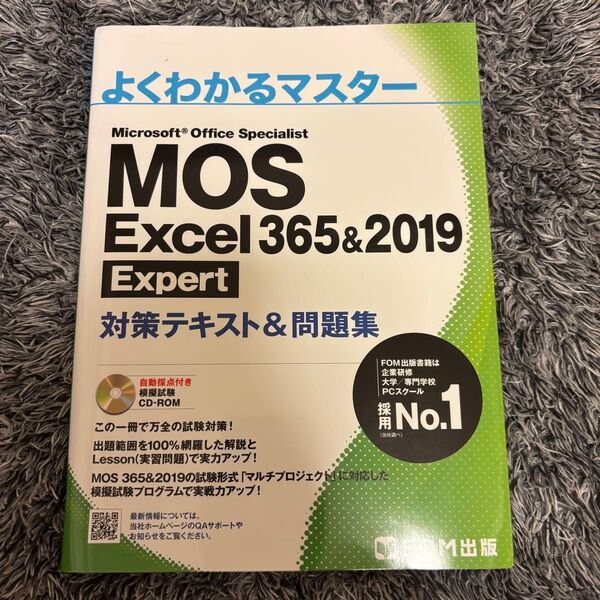 よくわかるマスター
Microsoft® Office Specialist
MOS
Excel 365&2019
Expert
対策テキスト&問題集
自動採点付き
模擬試験
CD-ROM
FOM出版書籍は
企業研修
大学/専門学校
PCスクール
採用No.1
(当社調べ)
この一冊で万全の試験対策!
出題範囲を100%網羅した解説と
Lesson(実習問題)で実力アップ!
MOS 365&2019の試験形式「マルチプロジェクト」に対応した
模擬試験プログラムで実戦力アップ!
最新情報については、
当社ホームページのQAサポートや
お知らせをご覧ください。
FOM出版